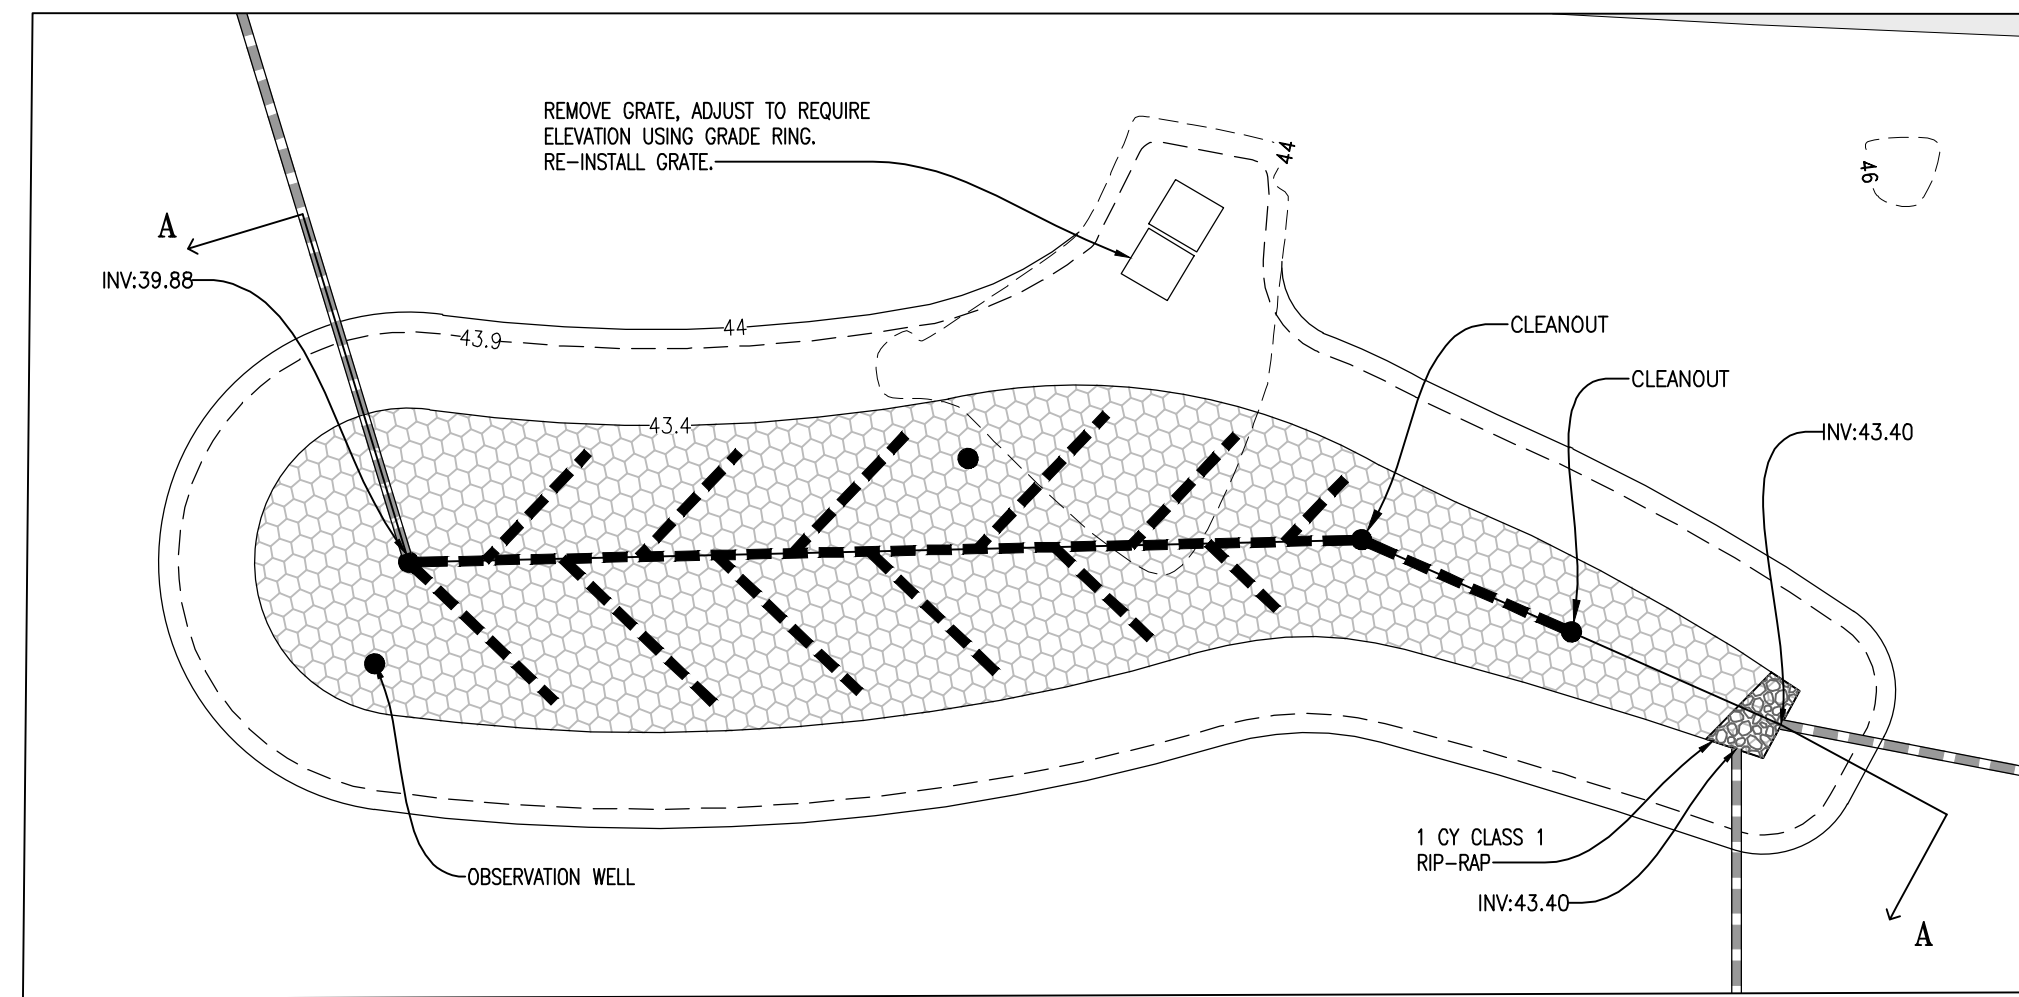 REMOVE GRATE, ADJUST TO REQUIRE
ELEVATION USING GRADE RING.
RE-INSTALL GRATE.
44
46
A
INV:39.88
44
43.9
CLEANOUT
CLEANOUT
43.4
INV:43.40
1 CY CLASS 1
RIP-RAP
OBSERVATION WELL
INV:43.40
A